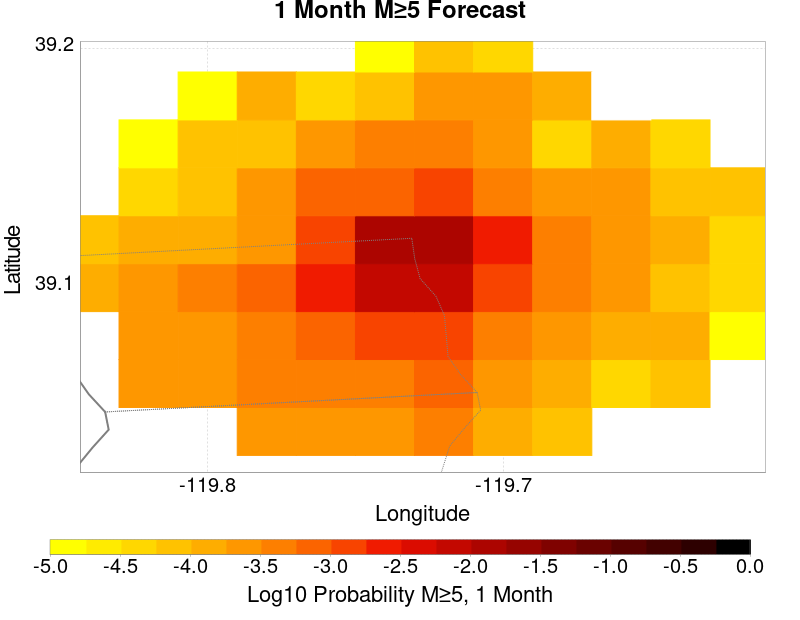 1 Month M≥5 Forecast
39.2
39.1
Latitude
-119.8 -119.7
Longitude
-5.0 -4.5 -4.0 -3.5 -3.0 -2.5 -2.0 -1.5 -1.0 -0.5 0.0
Log10 Probability M≥5, 1 Month